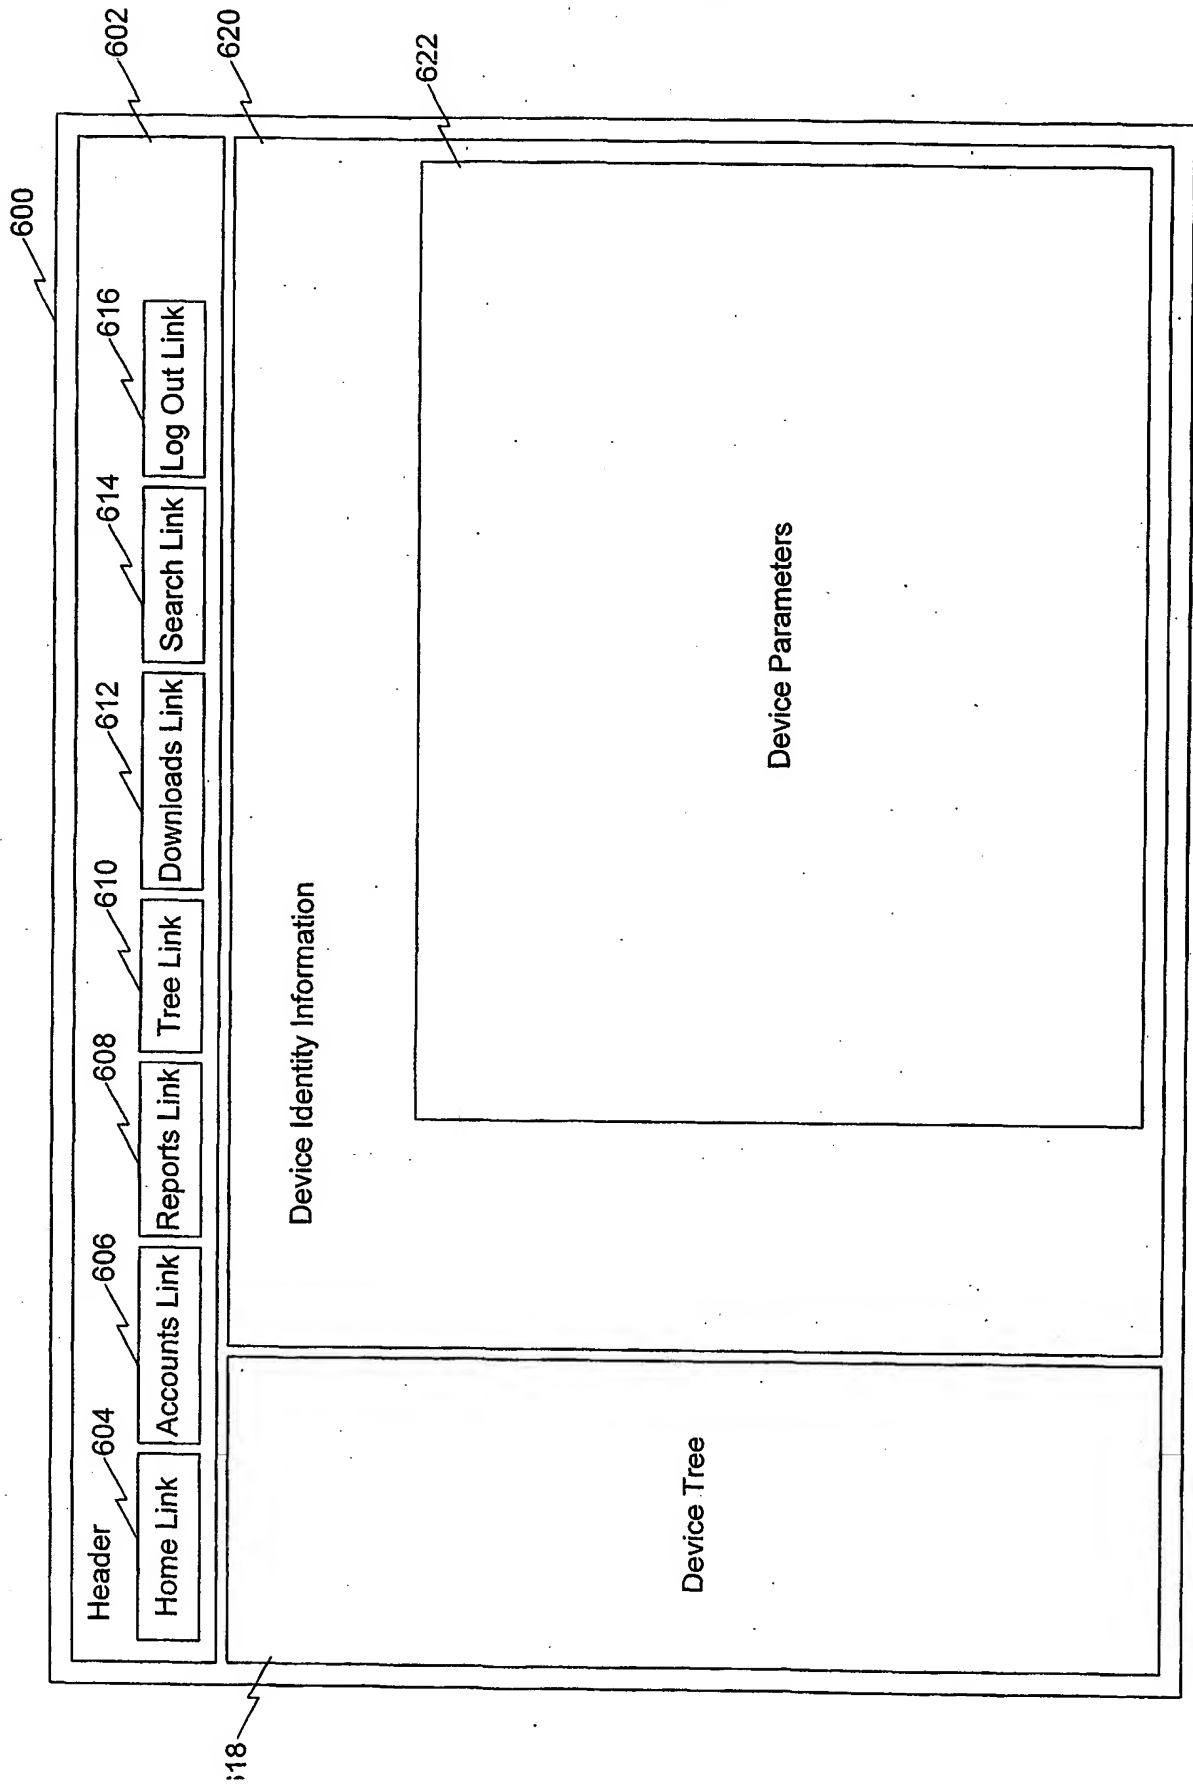 600
602
Header
604
606
608
610
612
614
616
Home Link
Accounts Link
Reports Link
Tree Link
Downloads Link
Search Link
Log Out Link
620
Device Identity Information
622
Device Parameters
Device Tree
618